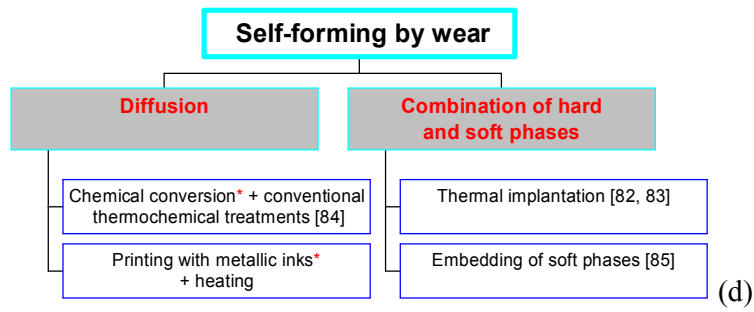 Self-forming by wear
Diffusion
Combination of hard
and soft phases
Chemical conversion* + conventional
thermochemical treatments [84]
Thermal implantation [82, 83]
Printing with metallic inks*
+ heating
Embedding of soft phases [85]
(d)